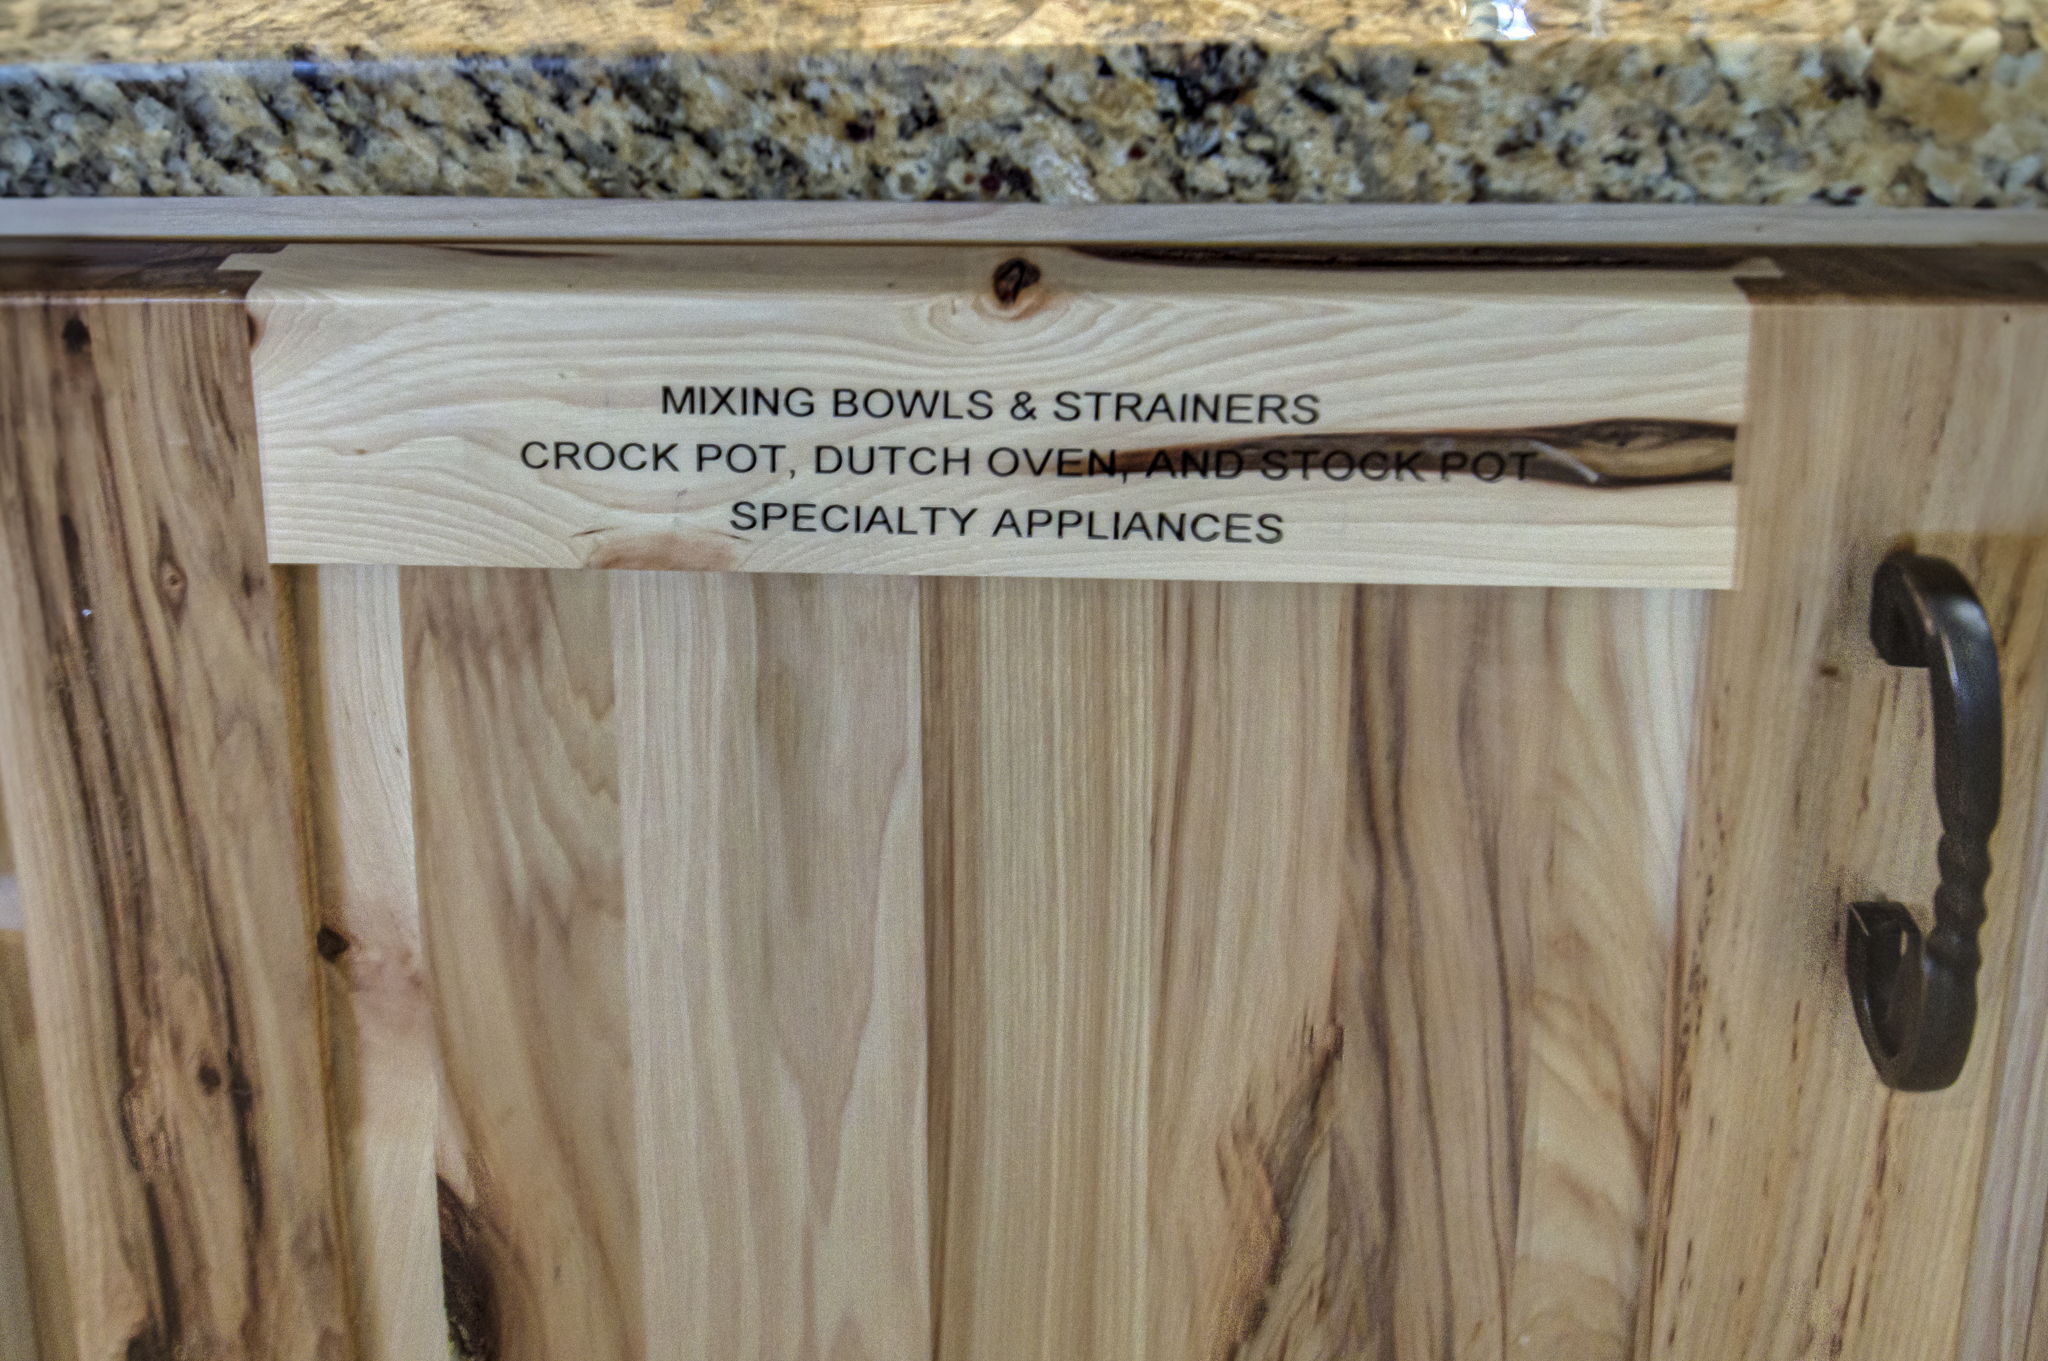 MIXING BOWLS & STRAINERS
CROCK POT, DUTCH OVEN, AND STOCK POT
SPECIALTY APPLIANCES